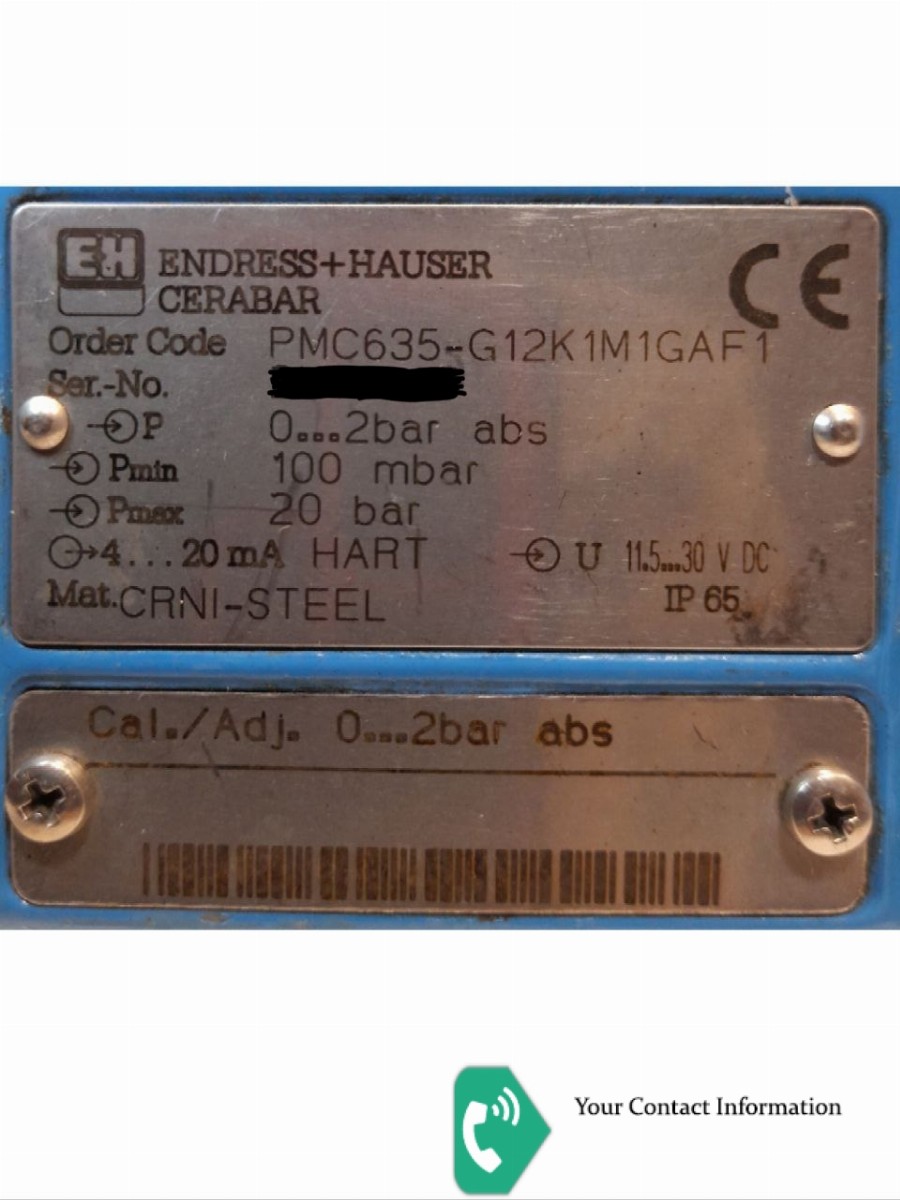 E+H ENDRESS+HAUSER
CERABAR
CE
Order Code PMC635-G12K1M1GAF1
Ser.-No.
P 0...2bar abs
Pmin 100 mbar
Pmax 20 bar
4...20 mA HART U 11.5...30 V DC
Mat. CRNI-STEEL IP 65
Cal./Adj. 0...2bar abs
Your Contact Information